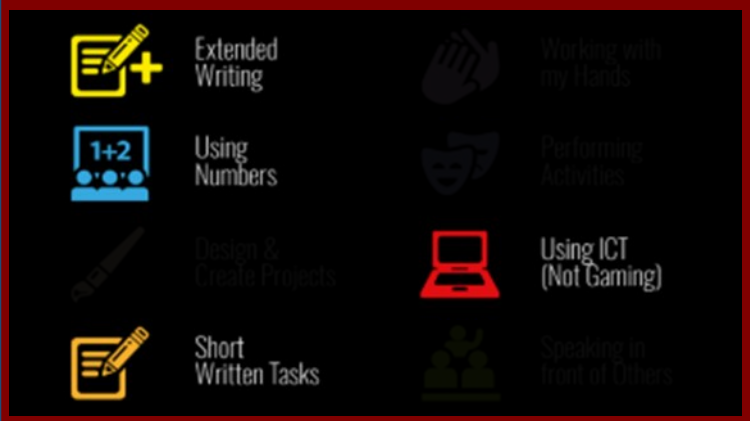 Extended
Writing
Working with
my Hands
1+2
Using
Numbers
Performing
Activities
Design &
Create Projects
Using ICT
(Not Gaming)
Short
Written Tasks
Speaking in
front of Others